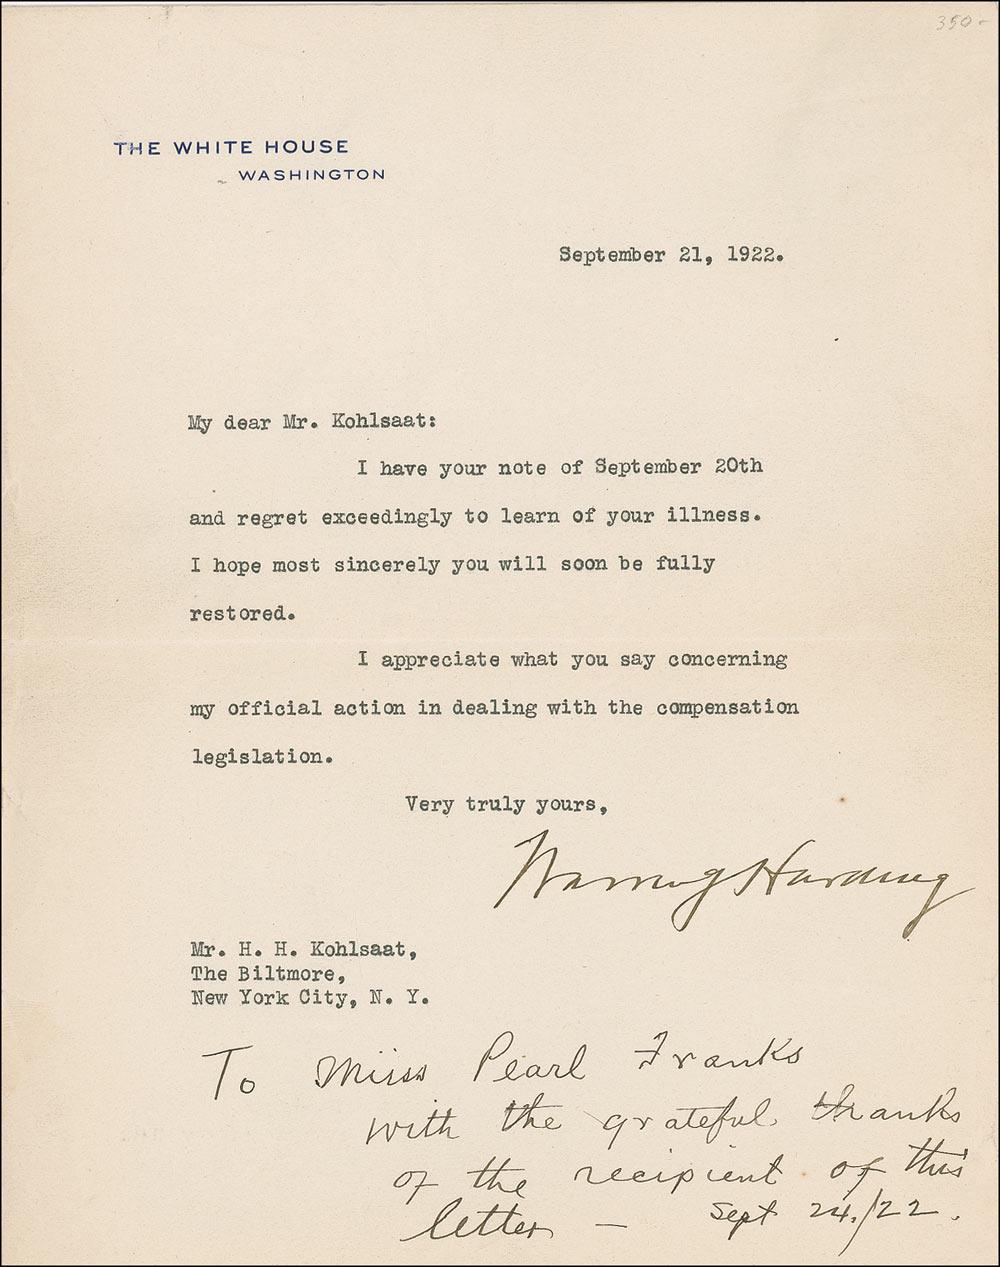 350-
THE WHITE HOUSE
WASHINGTON
September 21, 1922.
My dear Mr. Kohlsaat:
I have your note of September 20th
and regret exceedingly to learn of your illness.
I hope most sincerely you will soon be fully
restored.
I appreciate what you say concerning
my official action in dealing with the compensation
legislation.
Very truly yours,
Warren G Harding
Mr. H. H. Kohlsaat,
The Biltmore,
New York City, N. Y.
To Miss Pearl Franks
with the grateful thanks
of the recipient of this
letter — Sept 24./22.